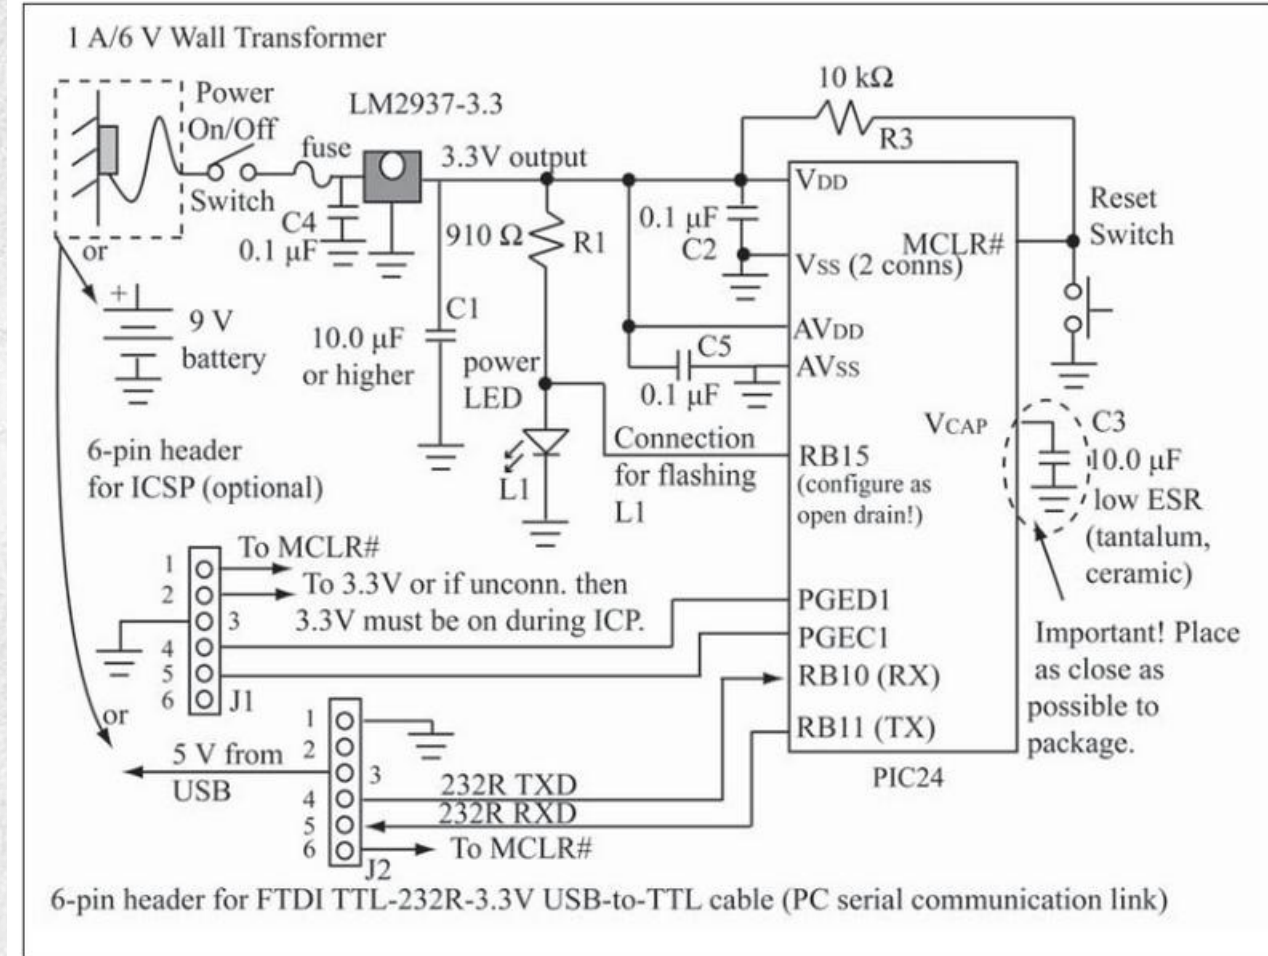 1 A/6 V Wall Transformer
Power
On/Off
Switch
fuse
LM2937-3.3
3.3V output
10 kΩ
R3
VDD
0.1 µF
C2
VSS (2 conns)
MCLR#
Reset
Switch
C4
0.1 µF
910 Ω
R1
or
+
9 V
battery
C1
10.0 µF
or higher
power
LED
AVDD
C5
AVSS
0.1 µF
VCAP
C3
10.0 µF
low ESR
(tantalum,
ceramic)
6-pin header
for ICSP (optional)
L1
Connection
for flashing
L1
RB15
(configure as
open drain!)
1
2
3
4
5
6
J1
To MCLR#
To 3.3V or if unconn. then
3.3V must be on during ICP.
PGED1
PGEC1
RB10 (RX)
RB11 (TX)
PIC24
Important! Place
as close as
possible to
package.
or
5 V from
USB
1
2
3
4
5
6
J2
232R TXD
232R RXD
To MCLR#
6-pin header for FTDI TTL-232R-3.3V USB-to-TTL cable (PC serial communication link)